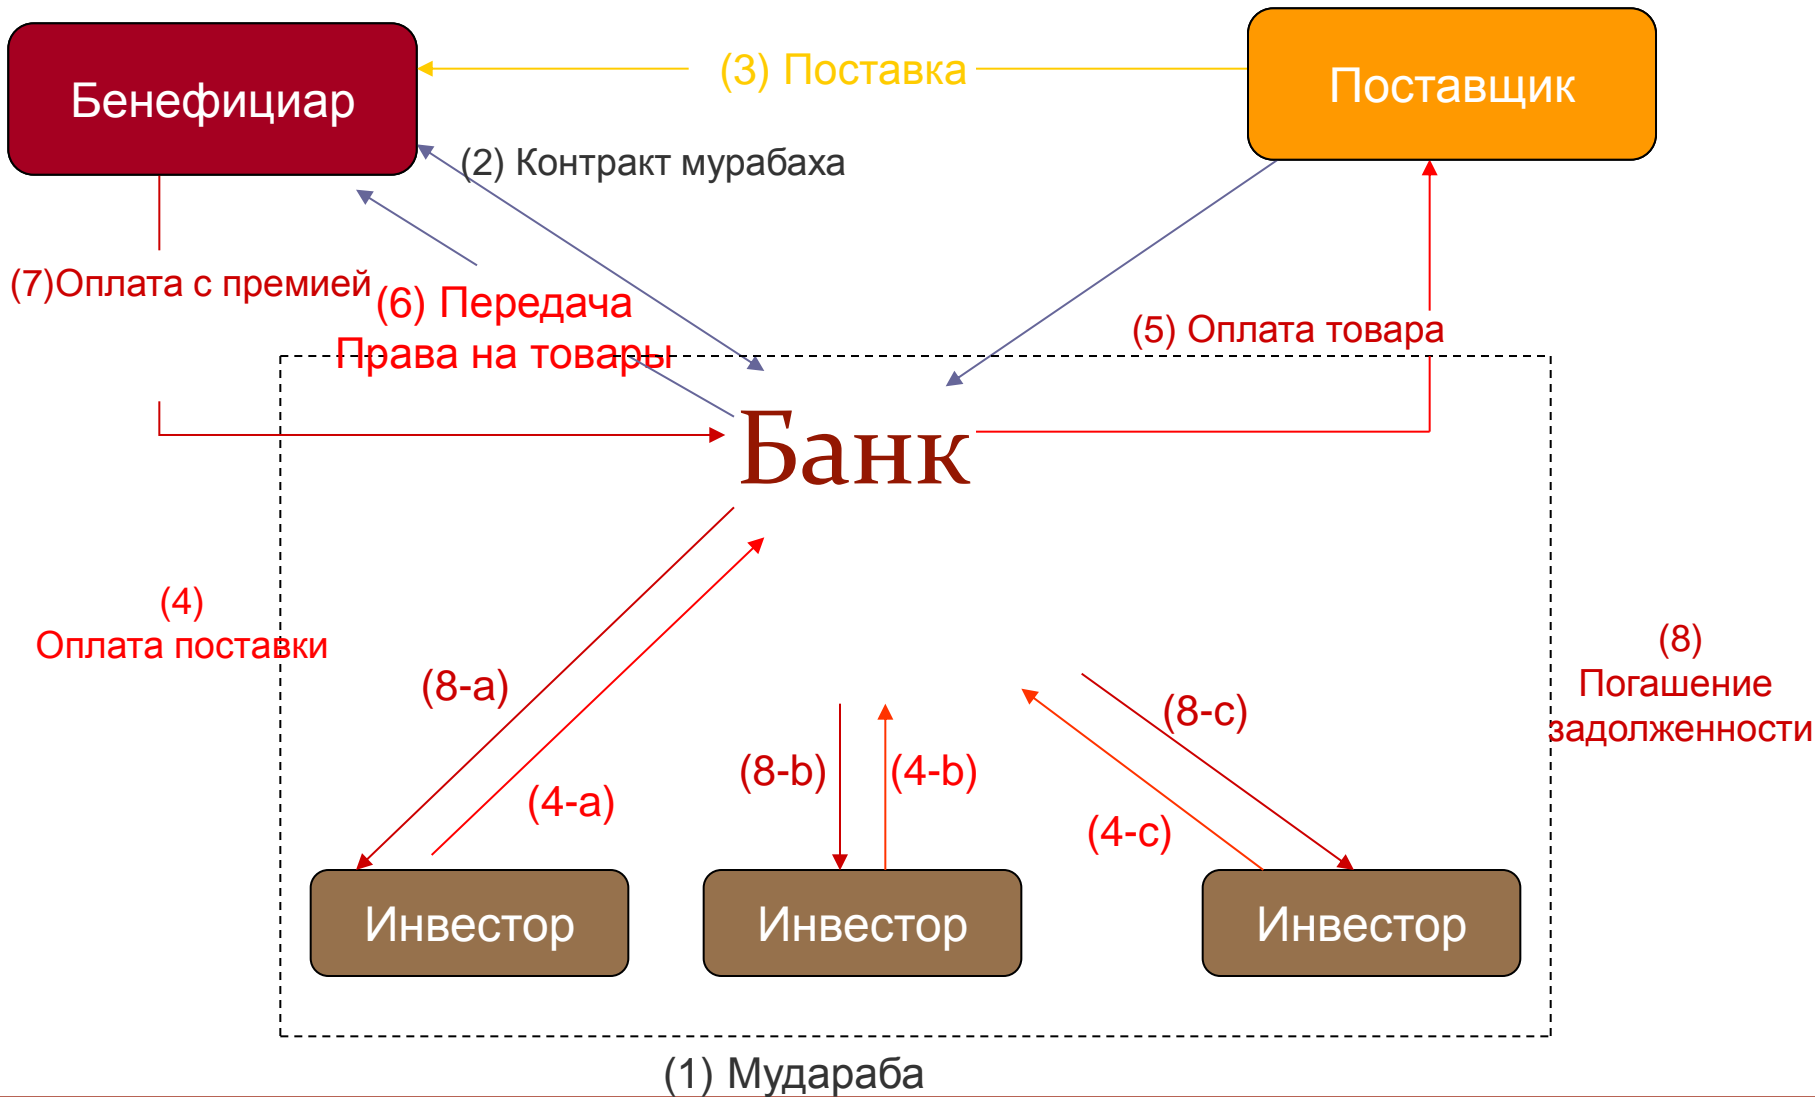 Бенефициар
(3) Поставка
Поставщик
(2) Контракт мурабаха
(7)Оплата с премией
(6) Передача
Права на товары
(5) Оплата товара
Банк
(4)
Оплата поставки
(8)
Погашение
задолженности
(8-a)
(4-a)
(8-b)
(4-b)
(8-c)
(4-c)
Инвестор
Инвестор
Инвестор
(1) Мудараба